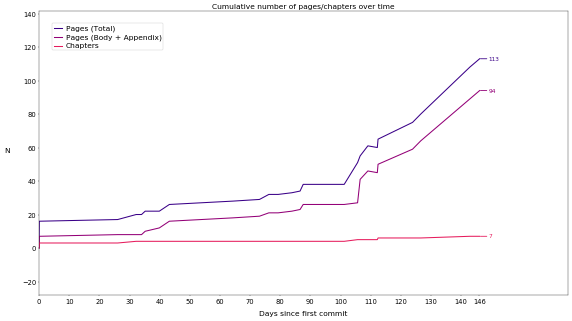 Cumulative number of pages/chapters over time
140
120
100
80
60
40
20
0
−20
N
Pages (Total)
Pages (Body + Appendix)
Chapters
113
94
7
0 10 20 30 40 50 60 70 80 90 100 110 120 130 140 146
Days since first commit